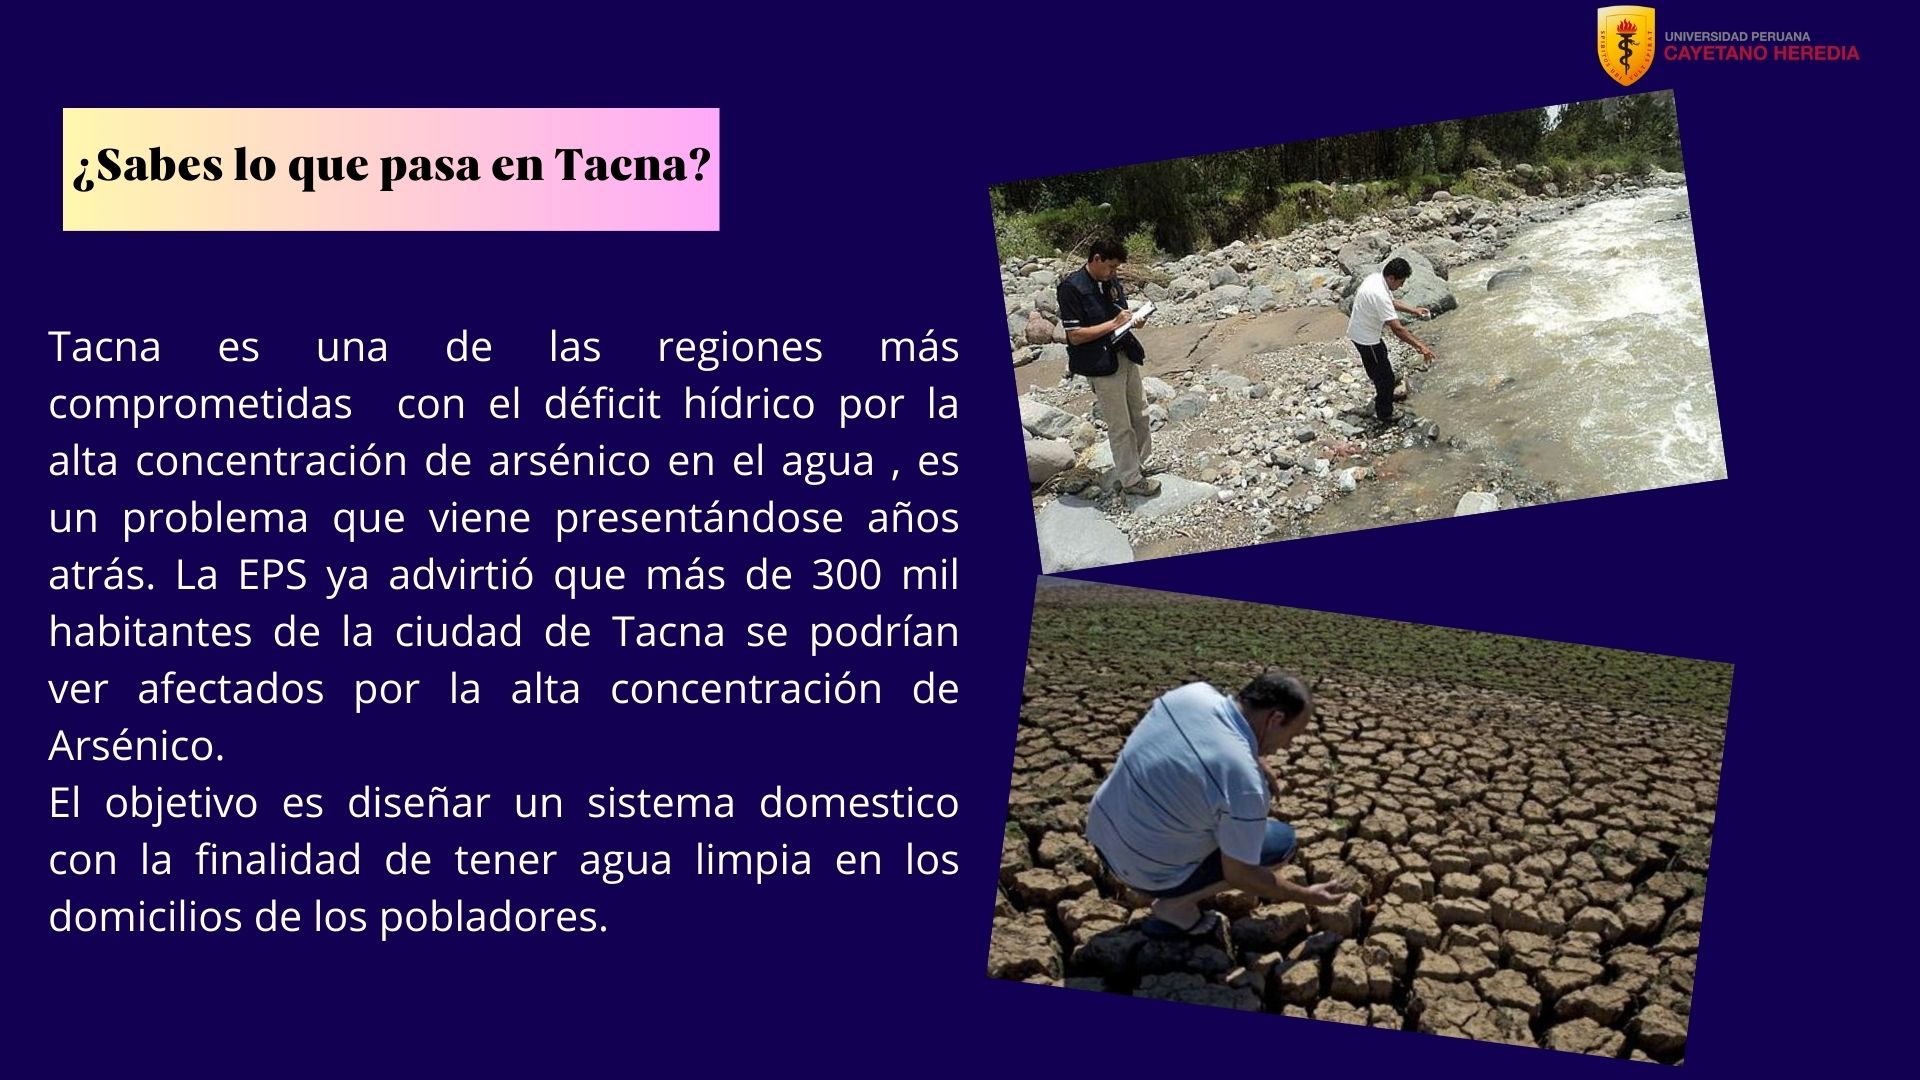 UNIVERSIDAD PERUANA
CAYETANO HEREDIA
¿Sabes lo que pasa en Tacna?
Tacna es una de las regiones más
comprometidas con el déficit hídrico por la
alta concentración de arsénico en el agua , es
un problema que viene presentándose años
atrás. La EPS ya advirtió que más de 300 mil
habitantes de la ciudad de Tacna se podrían
ver afectados por la alta concentración de
Arsénico.
El objetivo es diseñar un sistema domestico
con la finalidad de tener agua limpia en los
domicilios de los pobladores.